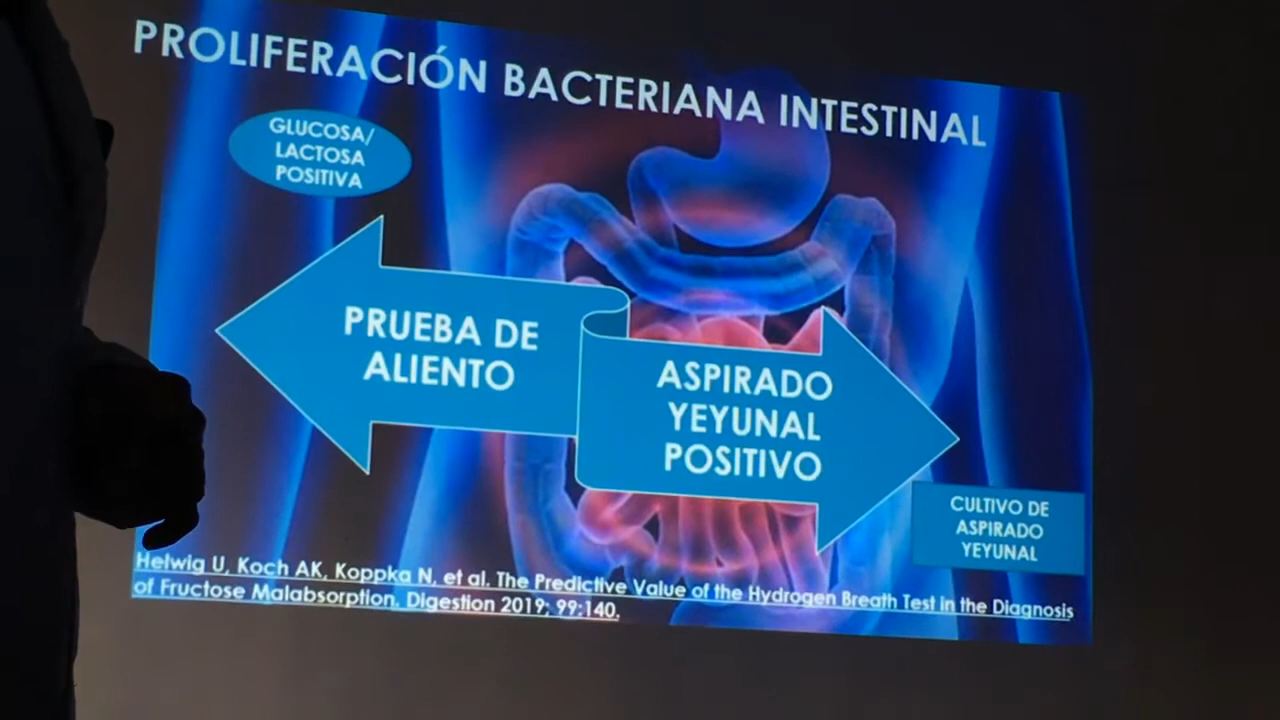 PROLIFERACIÓN BACTERIANA INTESTINAL
GLUCOSA/
LACTOSA
POSITIVA
PRUEBA DE
ALIENTO
ASPIRADO
YEYUNAL
POSITIVO
CULTIVO DE
ASPIRADO
YEYUNAL
Helwig U, Koch AK, Koppka N, et al. The Predictive Value of the Hydrogen Breath Test in the Diagnosis
of Fructose Malabsorption. Digestion 2019; 99:140.